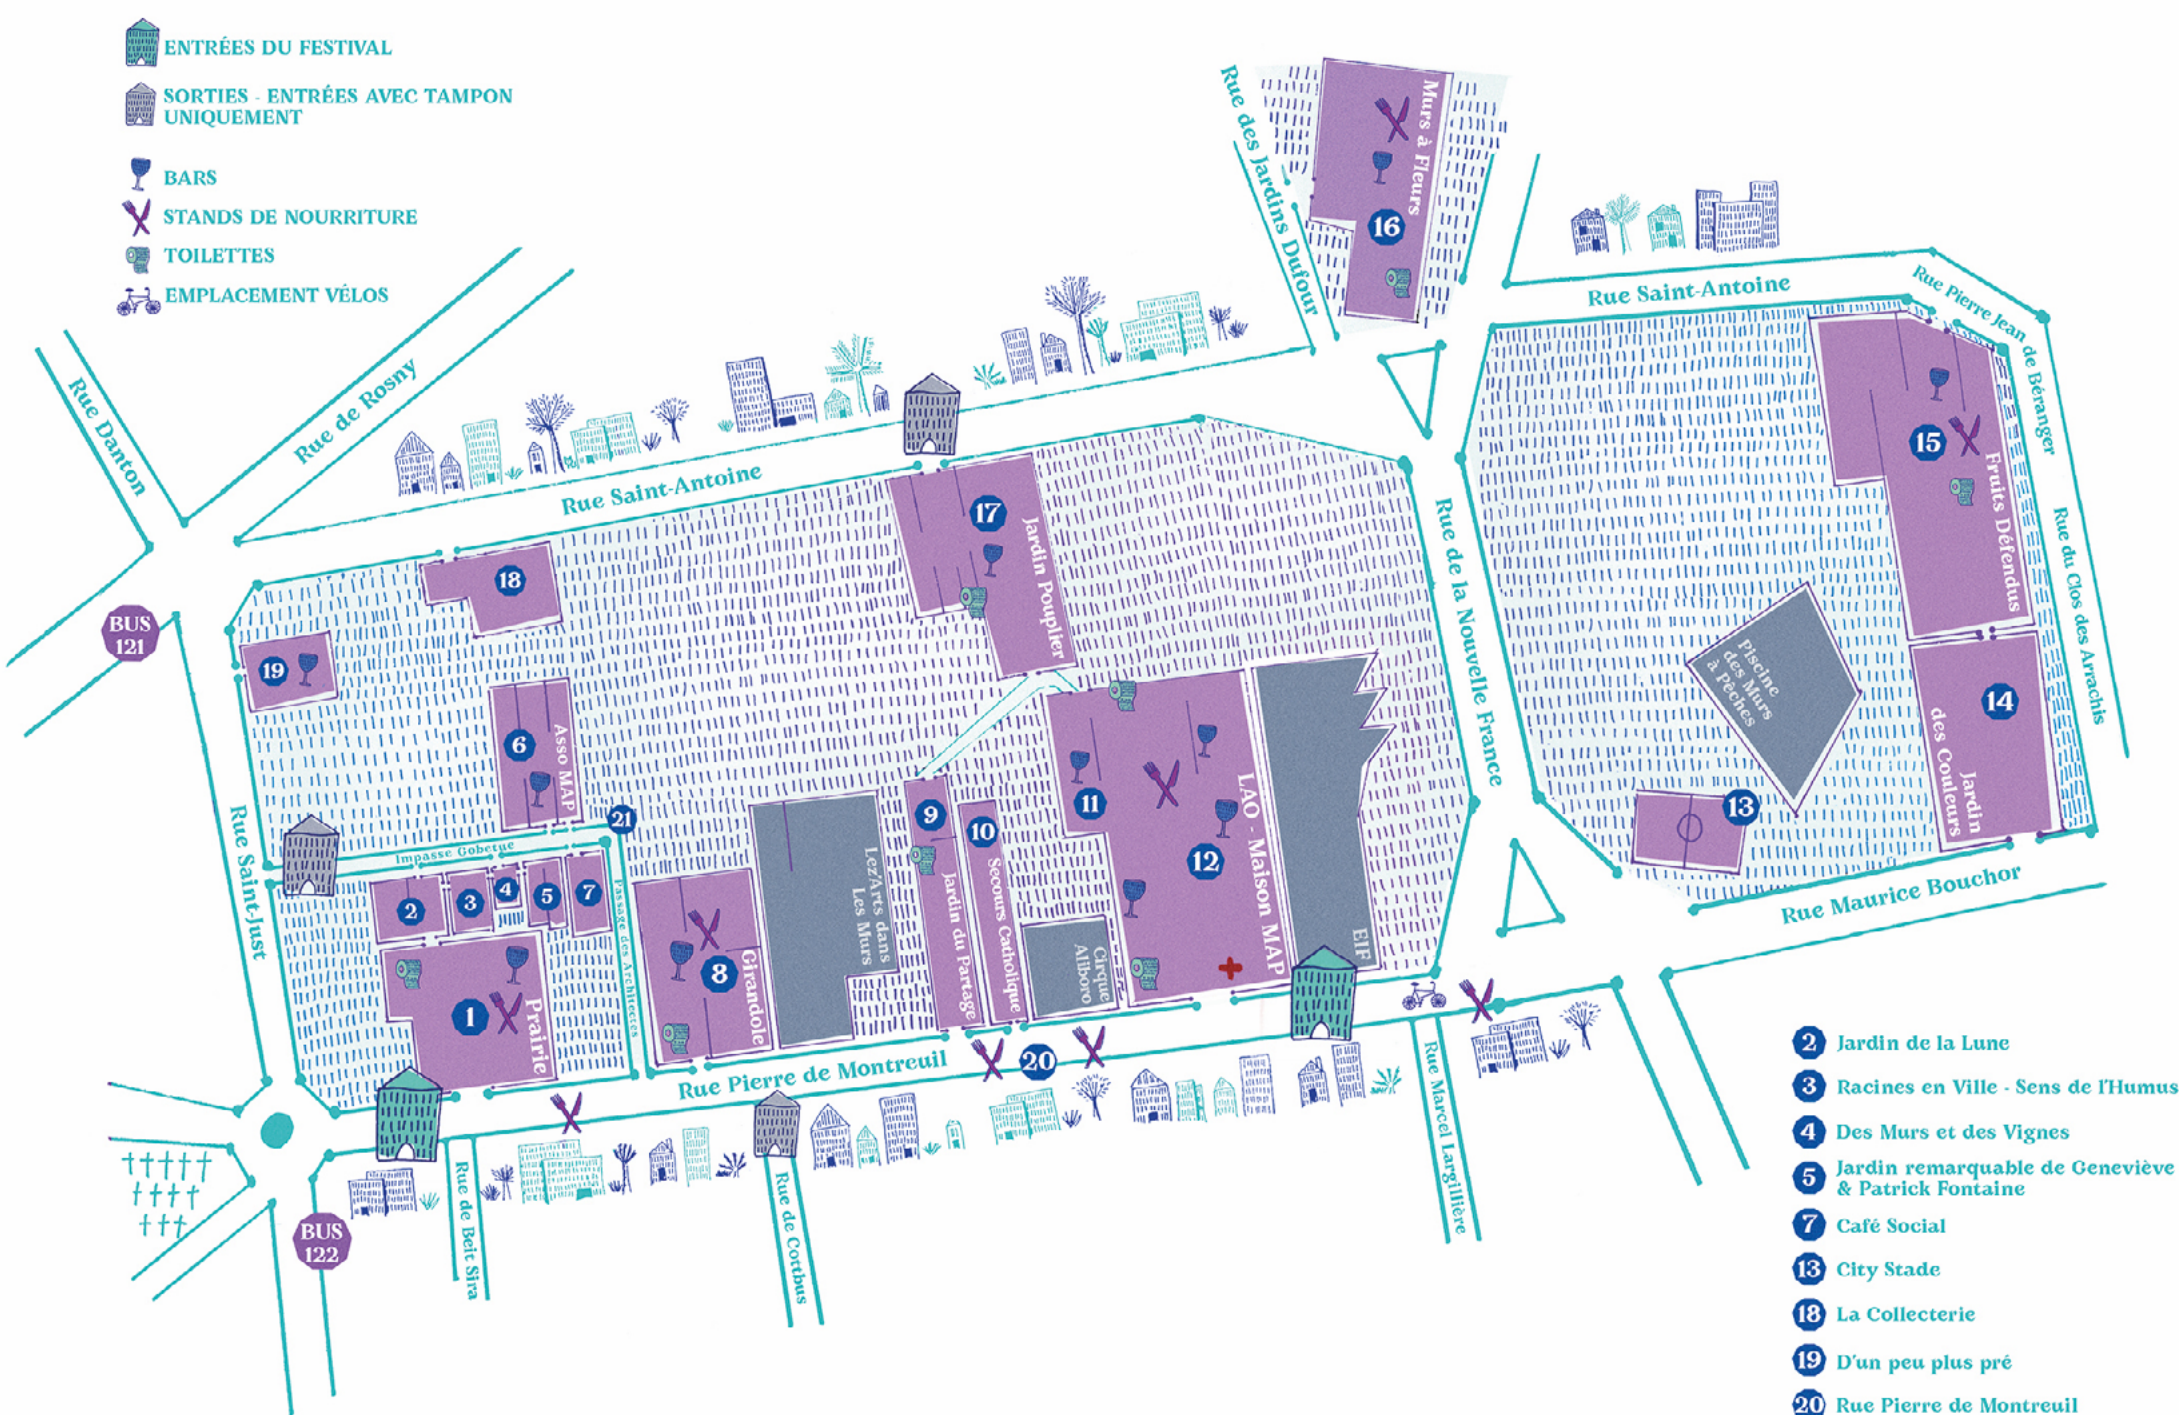 ENTRÉES DU FESTIVAL
SORTIES - ENTRÉES AVEC TAMPON
UNIQUEMENT
BARS
STANDS DE NOURRITURE
TOILETTES
EMPLACEMENT VÉLOS
Rue Danton
Rue de Rosny
Rue Saint-Antoine
Rue des Jardins Dufour
Murs à Fleurs
16
Rue Saint-Antoine
Rue Pierre Jean de Béranger
15
Fruits Défendus
Rue du Clos des Arrachis
Rue de la Nouvelle France
17
Jardin Pouplier
18
BUS
121
19
6
Asso MAP
21
Impasse Gobetue
Rue Saint-Just
2
3
4
5
7
Passage des Architectes
1
Prairie
8
Girandole
Lez'Arts dans
Les Murs
9
Jardin du Partage
10
Secours Catholique
Cirque
Aliboro
11
12
LAO - Maison MAP
EIF
Piscine
des Murs
à Pêches
13
14
Jardin
des Couleurs
Rue Maurice Bouchor
Rue Pierre de Montreuil
20
Rue Marcel Largillière
Rue de Cottbus
Rue de Beit Sira
BUS
122
2 Jardin de la Lune
3 Racines en Ville - Sens de l'Humus
4 Des Murs et des Vignes
5 Jardin remarquable de Geneviève
& Patrick Fontaine
7 Café Social
13 City Stade
18 La Collecterie
19 D'un peu plus pré
20 Rue Pierre de Montreuil